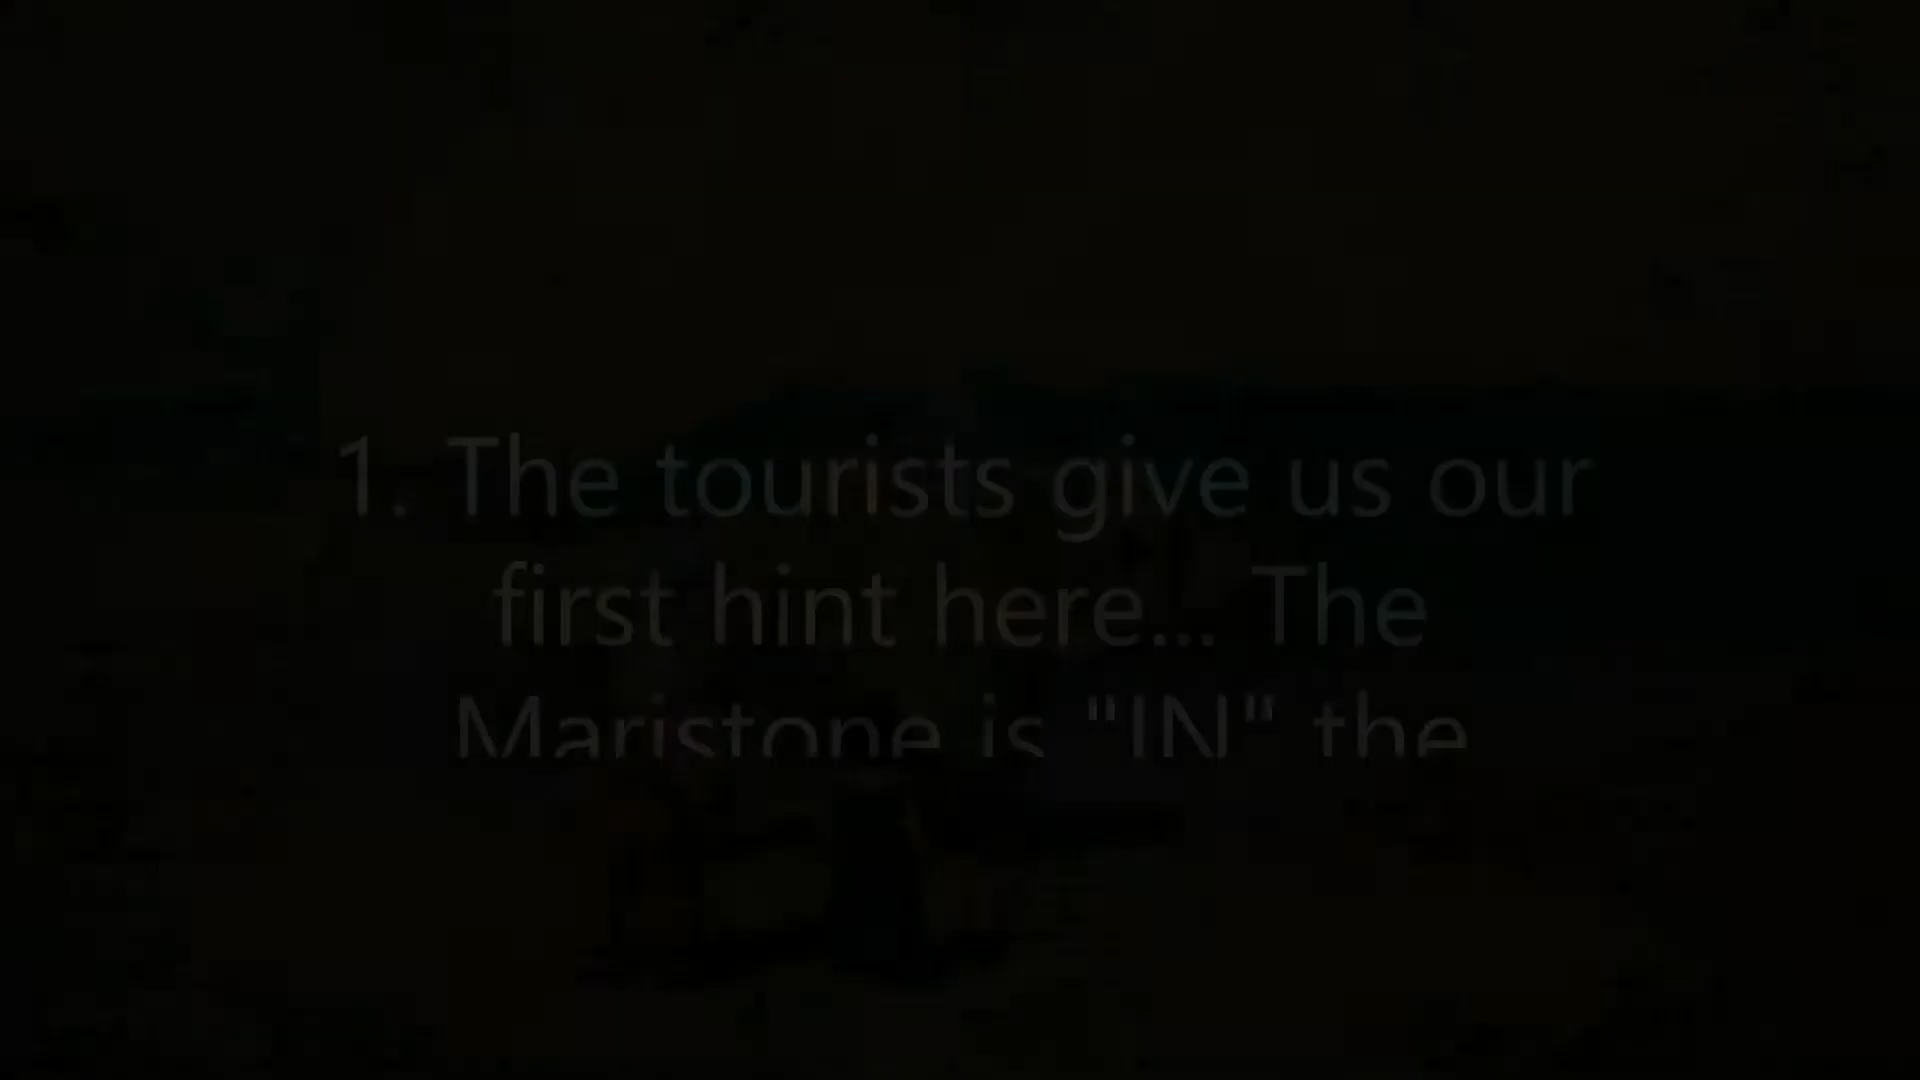 1. The tourists give us our
first hint here... The
Maristone is "IN" the